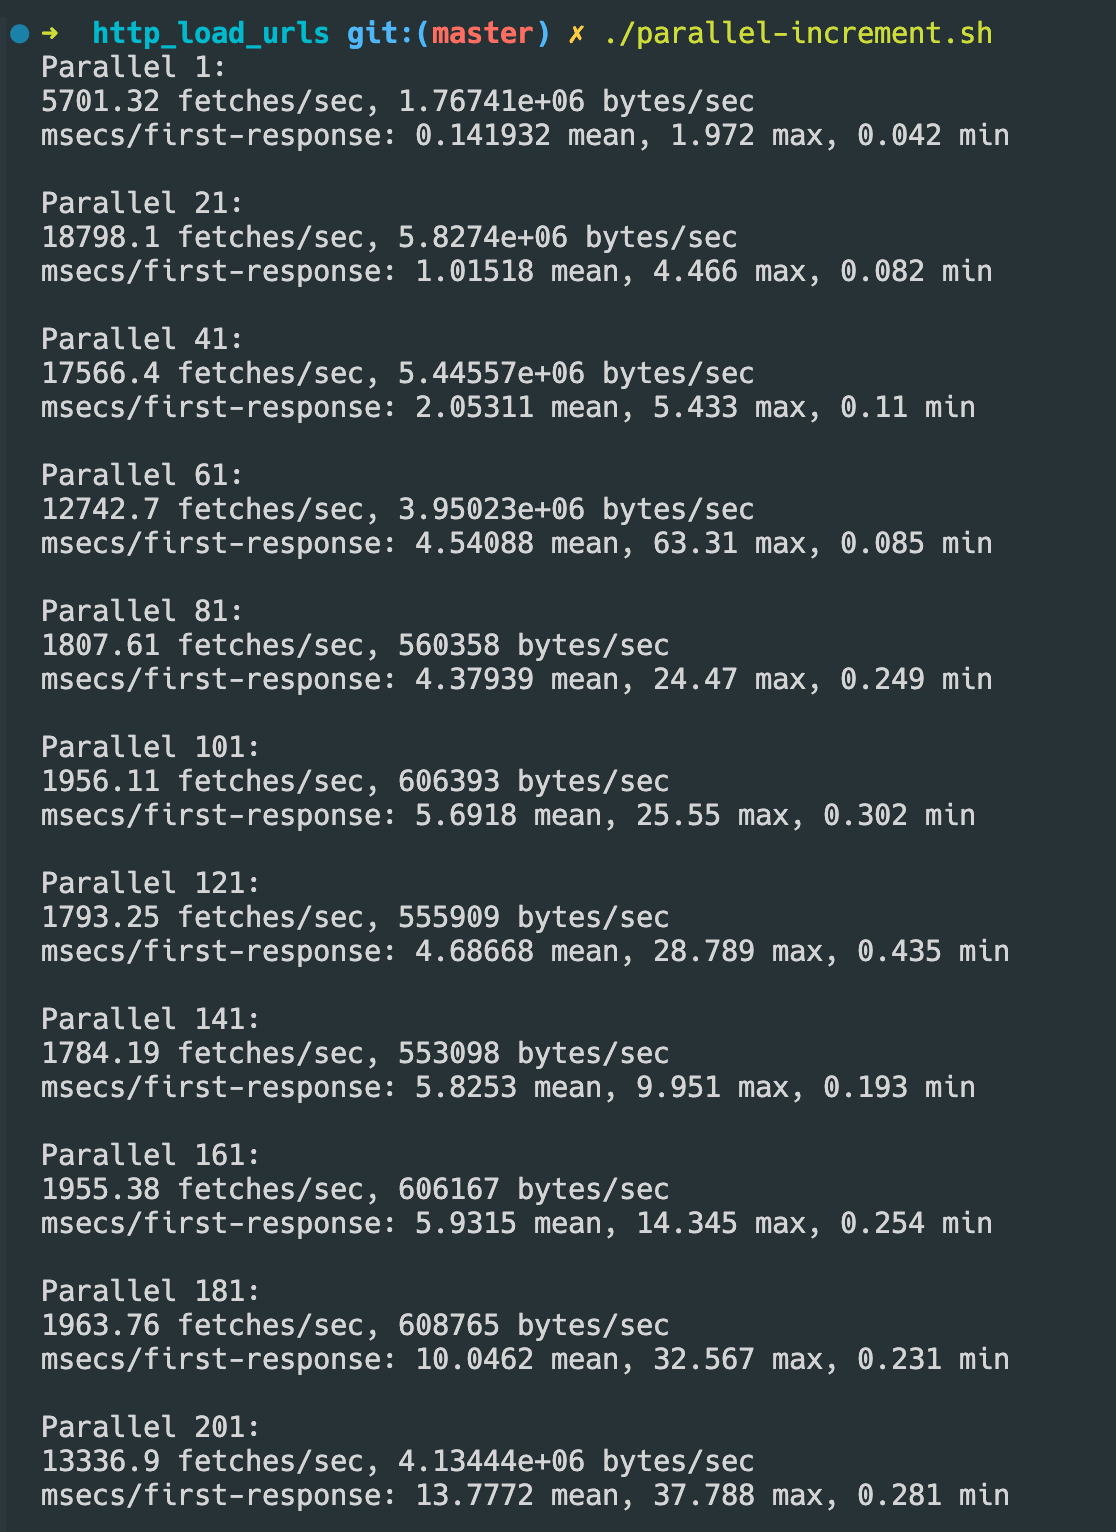 ➜ http_load_urls git:(master) ✗ ./parallel-increment.sh
Parallel 1:
5701.32 fetches/sec, 1.76741e+06 bytes/sec
msecs/first-response: 0.141932 mean, 1.972 max, 0.042 min
Parallel 21:
18798.1 fetches/sec, 5.8274e+06 bytes/sec
msecs/first-response: 1.01518 mean, 4.466 max, 0.082 min
Parallel 41:
17566.4 fetches/sec, 5.44557e+06 bytes/sec
msecs/first-response: 2.05311 mean, 5.433 max, 0.11 min
Parallel 61:
12742.7 fetches/sec, 3.95023e+06 bytes/sec
msecs/first-response: 4.54088 mean, 63.31 max, 0.085 min
Parallel 81:
1807.61 fetches/sec, 560358 bytes/sec
msecs/first-response: 4.37939 mean, 24.47 max, 0.249 min
Parallel 101:
1956.11 fetches/sec, 606393 bytes/sec
msecs/first-response: 5.6918 mean, 25.55 max, 0.302 min
Parallel 121:
1793.25 fetches/sec, 555909 bytes/sec
msecs/first-response: 4.68668 mean, 28.789 max, 0.435 min
Parallel 141:
1784.19 fetches/sec, 553098 bytes/sec
msecs/first-response: 5.8253 mean, 9.951 max, 0.193 min
Parallel 161:
1955.38 fetches/sec, 606167 bytes/sec
msecs/first-response: 5.9315 mean, 14.345 max, 0.254 min
Parallel 181:
1963.76 fetches/sec, 608765 bytes/sec
msecs/first-response: 10.0462 mean, 32.567 max, 0.231 min
Parallel 201:
13336.9 fetches/sec, 4.13444e+06 bytes/sec
msecs/first-response: 13.7772 mean, 37.788 max, 0.281 min